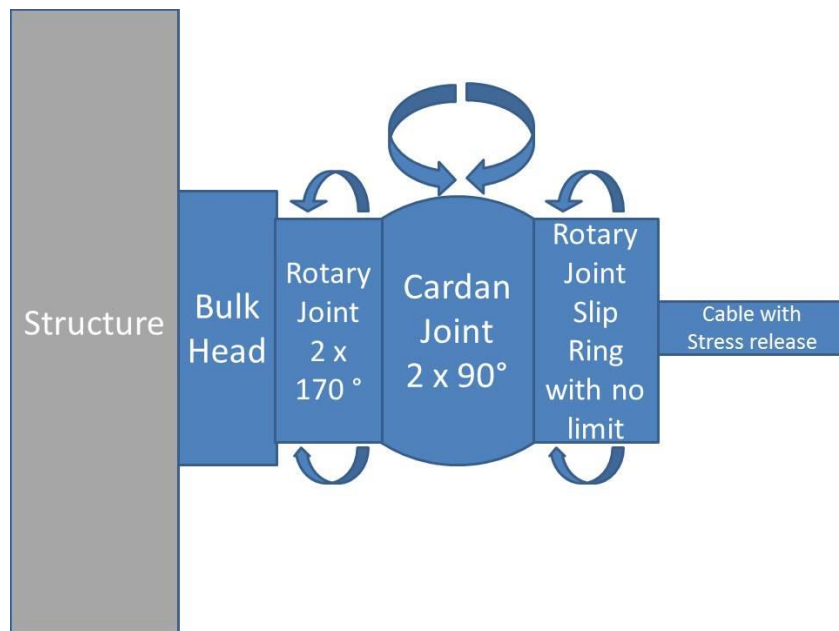 Structure
Bulk
Head
Rotary
Joint
2 x
170 °
Cardan
Joint
2 x 90°
Rotary
Joint
Slip
Ring
with no
limit
Cable with
Stress release